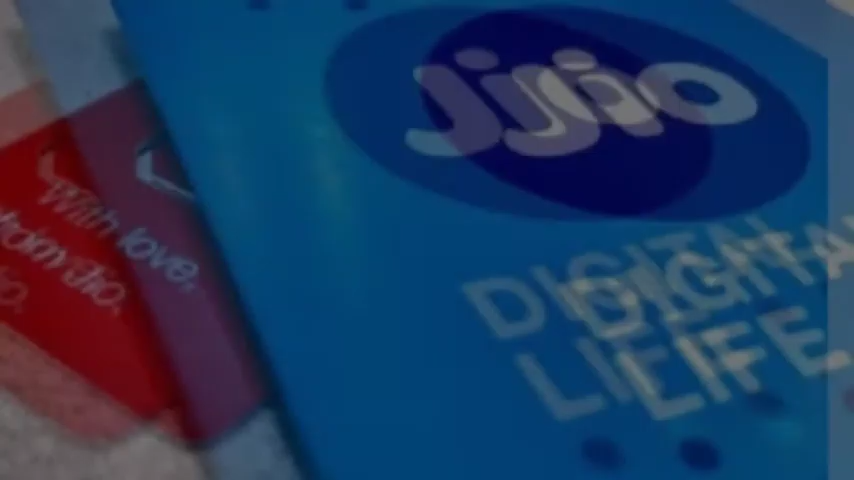 Jio
DIGITAL
LIFE
With love,
from Jio.